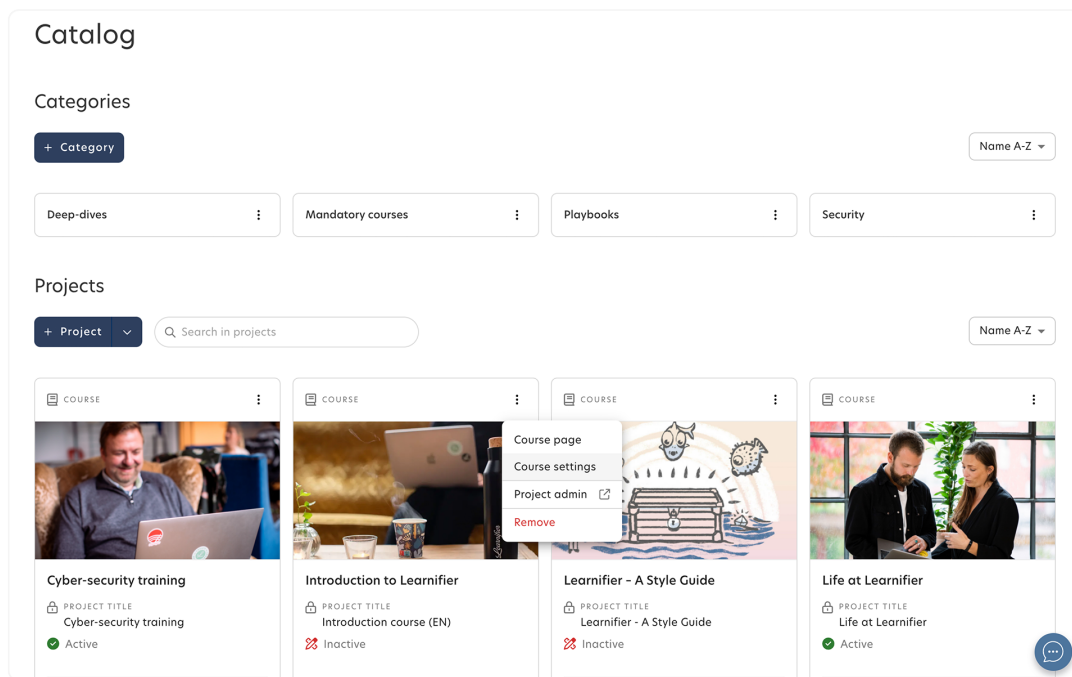 Catalog
Categories
+ Category
Name A-Z
Deep-dives
Mandatory courses
Playbooks
Security
Projects
+ Project
Search in projects
Name A-Z
COURSE
COURSE
COURSE
COURSE
Course page
Course settings
Project admin
Remove
Learnifier
Cyber-security training
PROJECT TITLE
Cyber-security training
Active
Introduction to Learnifier
PROJECT TITLE
Introduction course (EN)
Inactive
Learnifier – A Style Guide
PROJECT TITLE
Learnifier - A Style Guide
Inactive
Life at Learnifier
PROJECT TITLE
Life at Learnifier
Active